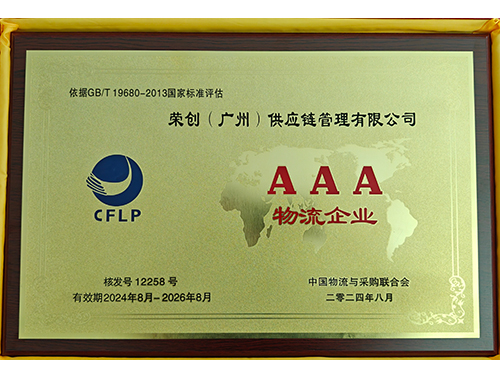 依据GB/T 19680-2013国家标准评估
荣创（广州）供应链管理有限公司
CFLP
AAA
物流企业
核发号 12258 号
有效期2024年8月-2026年8月
中国物流与采购联合会
二〇二四年八月